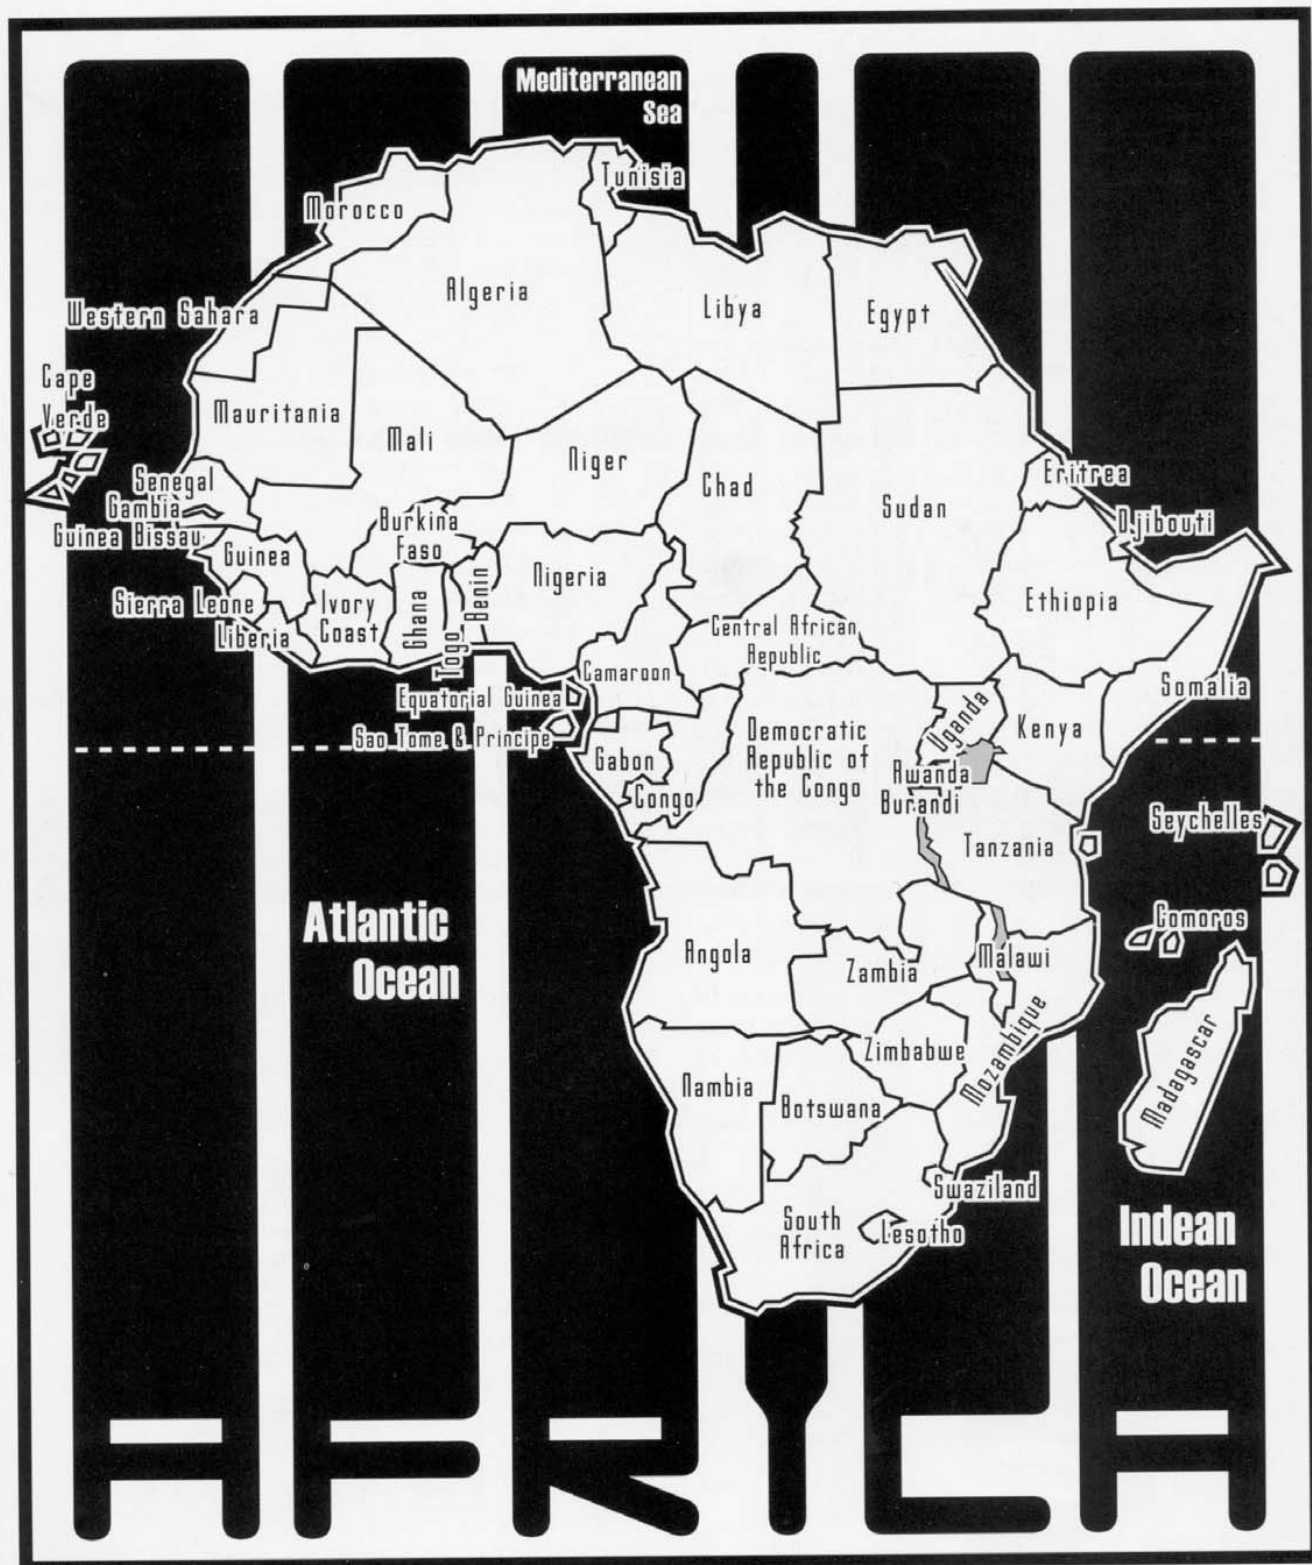 Mediterranean
Sea
Tunisia
Morocco
Algeria
Libya
Egypt
Western Sahara
Cape
Verde
Mauritania
Mali
Niger
Chad
Sudan
Eritrea
Senegal
Gambia
Guinea Bissau
Burkina
Faso
Djibouti
Guinea
Nigeria
Benin
Ethiopia
Sierra Leone
Ivory
Coast
Ghana
Togo
Liberia
Central African
Republic
Camaroon
Somalia
Equatorial Guinea
Sao Tome & Principe
Democratic
Republic of
the Congo
Uganda
Kenya
Gabon
Rwanda
Congo
Burandi
Tanzania
Seychelles
Atlantic
Ocean
Comoros
Angola
Zambia
Malawi
Mozambique
Zimbabwe
Madagascar
Nambia
Botswana
Swaziland
South
Africa
Lesotho
Indean
Ocean
AFRICA